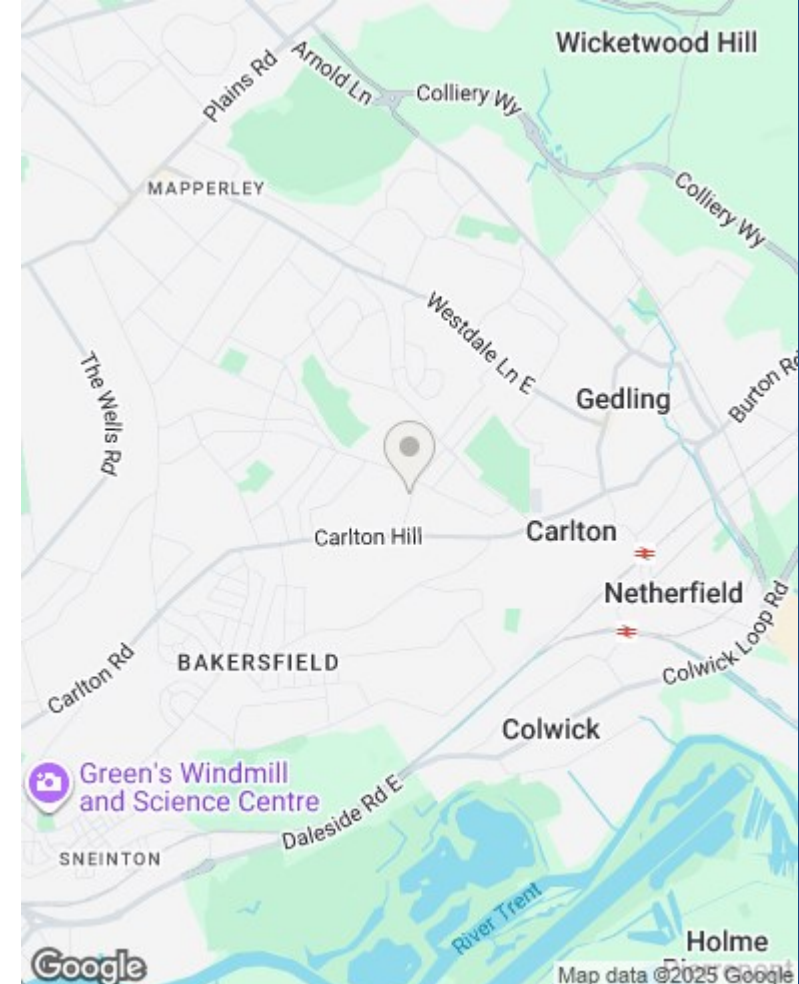 Wicketwood Hill
Plains Rd
Arnold Ln
Colliery Wy
MAPPERLEY
Colliery Wy
Westdale Ln E
The Wells Rd
Gedling
Burton Rd
Carlton Hill
Carlton
Netherfield
BAKERSFIELD
Carlton Rd
Colwick Loop Rd
Colwick
Green's Windmill
and Science Centre
Daleside Rd E
SNEINTON
River Trent
Holme
Google
Map data ©2025 Google